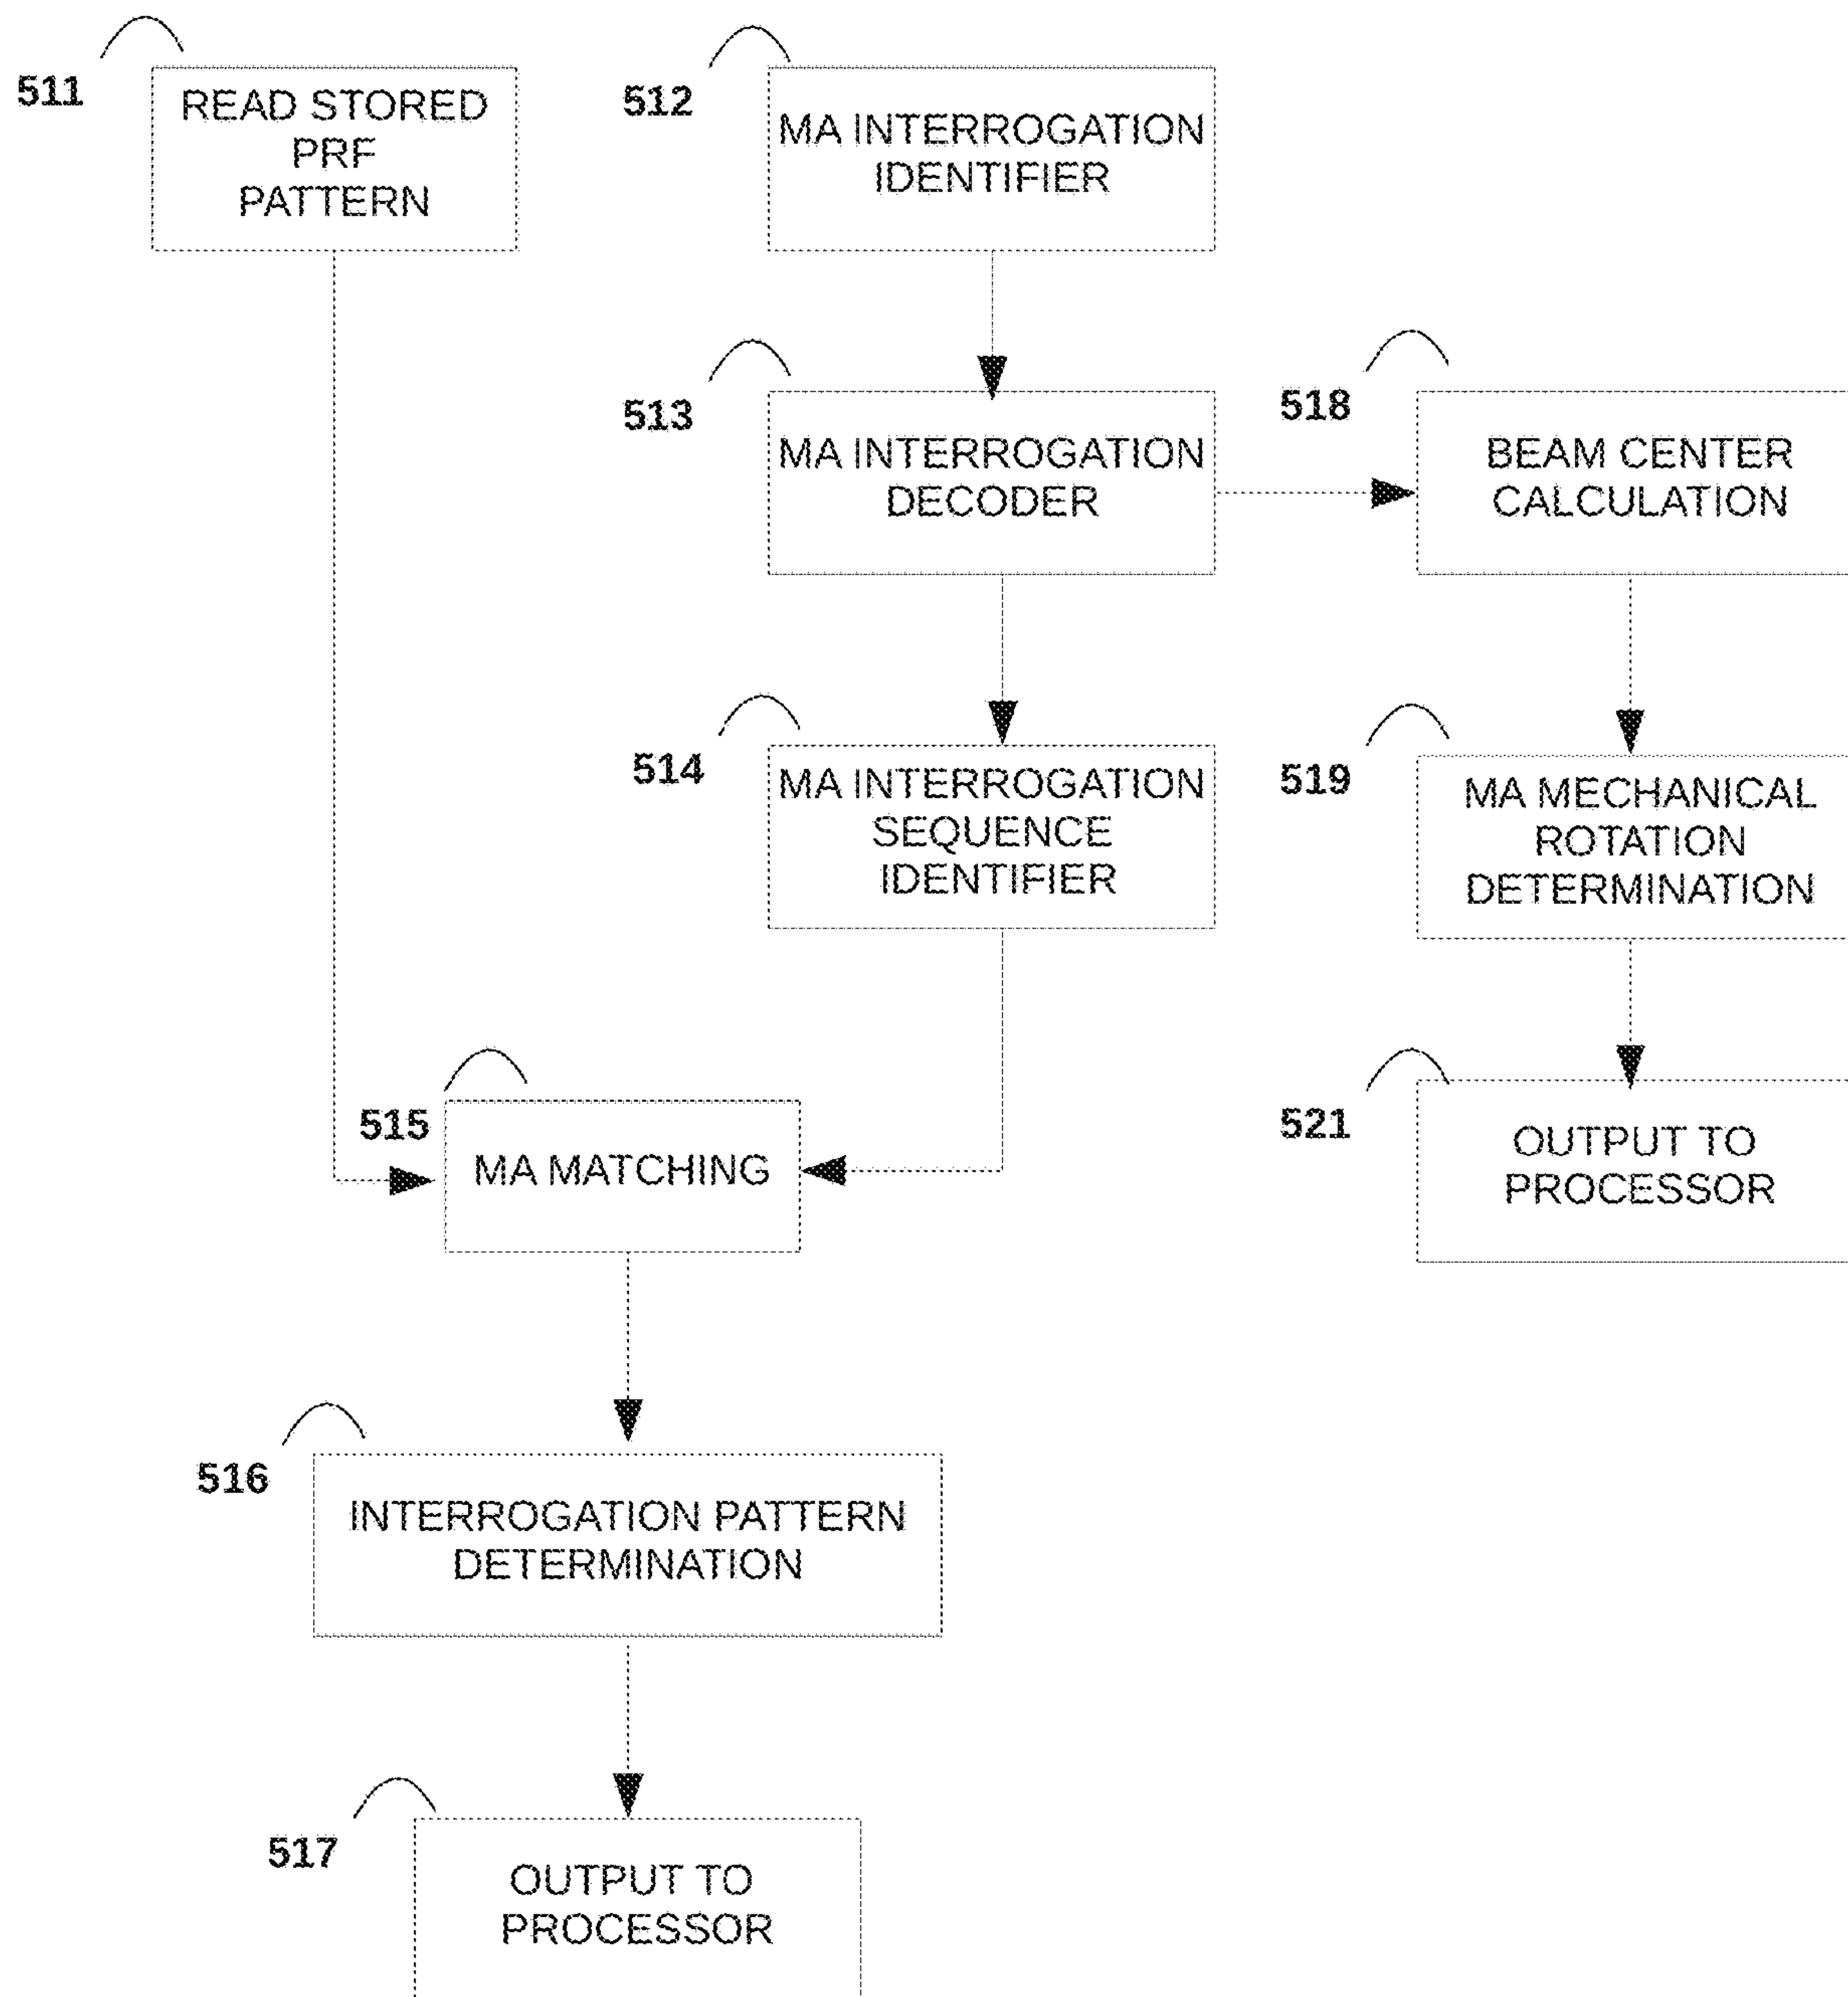 511
READ STORED
PRF
PATTERN
512
MA INTERROGATION
IDENTIFIER
513
MA INTERROGATION
DECODER
518
BEAM CENTER
CALCULATION
514
MA INTERROGATION
SEQUENCE
IDENTIFIER
519
MA MECHANICAL
ROTATION
DETERMINATION
515
MA MATCHING
521
OUTPUT TO
PROCESSOR
516
INTERROGATION PATTERN
DETERMINATION
517
OUTPUT TO
PROCESSOR